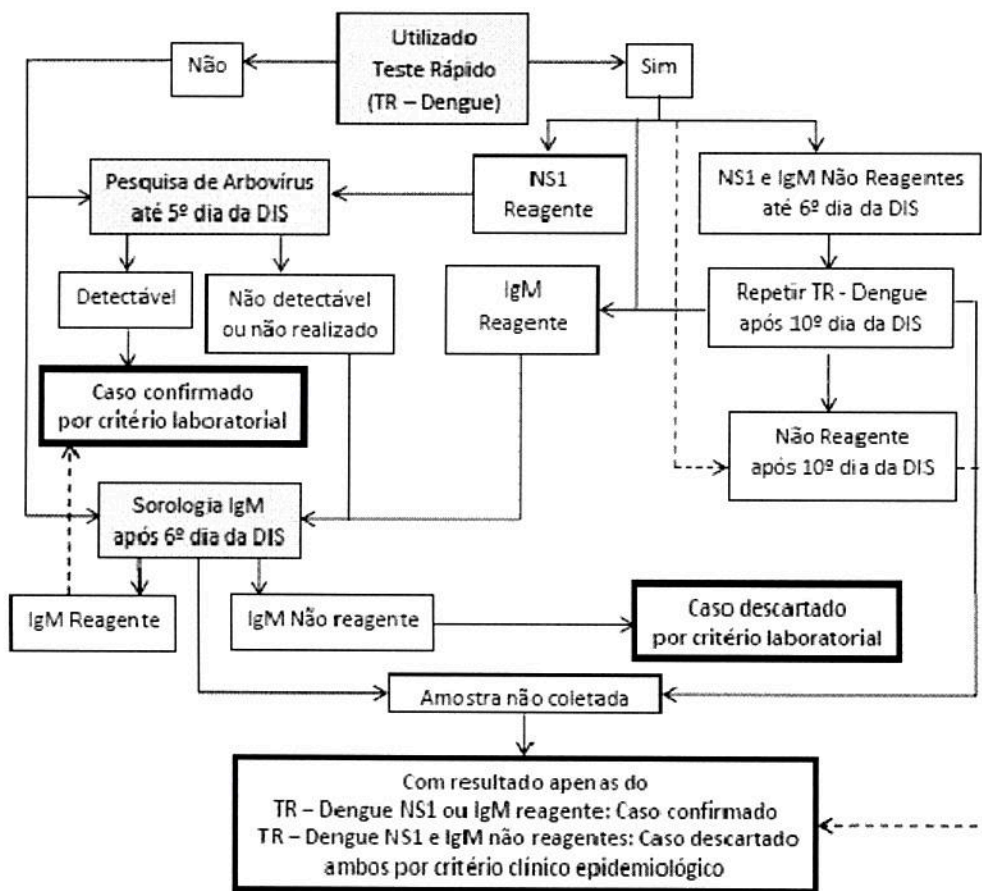 Utilizado
Teste Rápido
(TR – Dengue)
Não
Sim
Pesquisa de Arbovírus
até 5º dia da DIS
NS1
Reagente
NS1 e IgM Não Reagentes
até 6º dia da DIS
Detectável
Não detectável
ou não realizado
IgM
Reagente
Repetir TR - Dengue
após 10º dia da DIS
Caso confirmado
por critério laboratorial
Não Reagente
após 10º dia da DIS
Sorologia IgM
após 6º dia da DIS
IgM Reagente
IgM Não reagente
Caso descartado
por critério laboratorial
Amostra não coletada
Com resultado apenas do
TR – Dengue NS1 ou IgM reagente: Caso confirmado
TR – Dengue NS1 e IgM não reagentes: Caso descartado
ambos por critério clínico epidemiológico